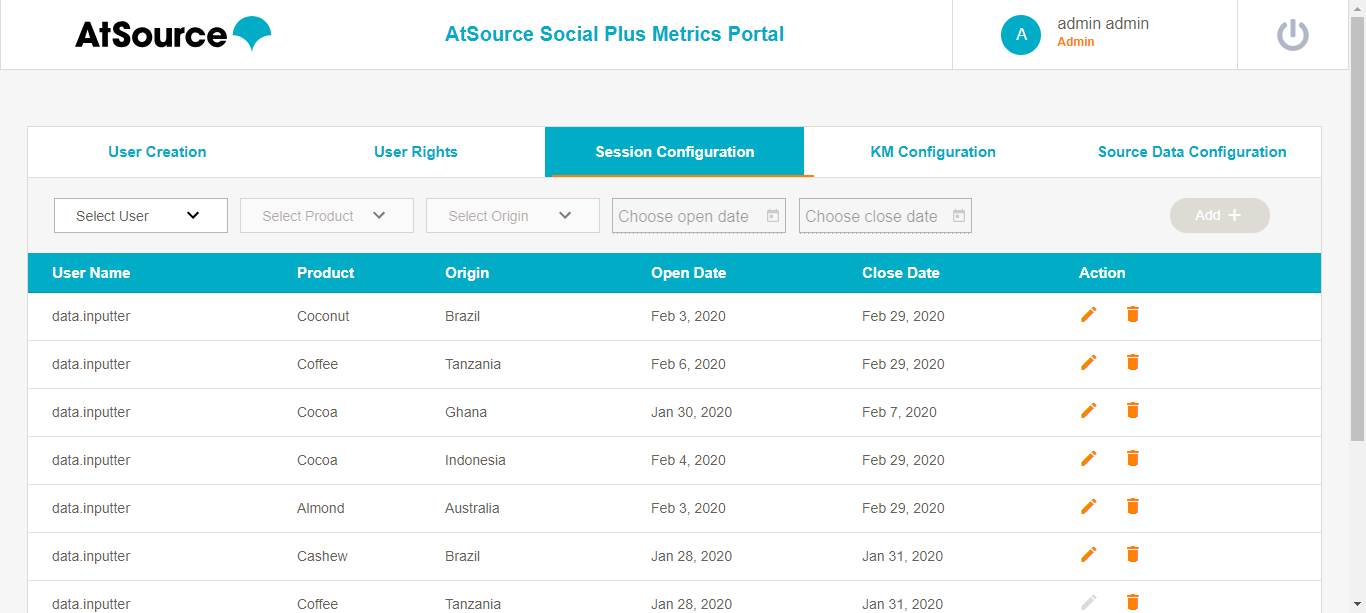 AtSource
AtSource Social Plus Metrics Portal
A
admin admin
Admin
User Creation User Rights Session Configuration KM Configuration Source Data Configuration
Select User Select Product Select Origin Choose open date Choose close date Add +
User Name Product Origin Open Date Close Date Action
data.inputter Coconut Brazil Feb 3, 2020 Feb 29, 2020
data.inputter Coffee Tanzania Feb 6, 2020 Feb 29, 2020
data.inputter Cocoa Ghana Jan 30, 2020 Feb 7, 2020
data.inputter Cocoa Indonesia Feb 4, 2020 Feb 29, 2020
data.inputter Almond Australia Feb 3, 2020 Feb 29, 2020
data.inputter Cashew Brazil Jan 28, 2020 Jan 31, 2020
data.inputter Coffee Tanzania Jan 28, 2020 Jan 31, 2020